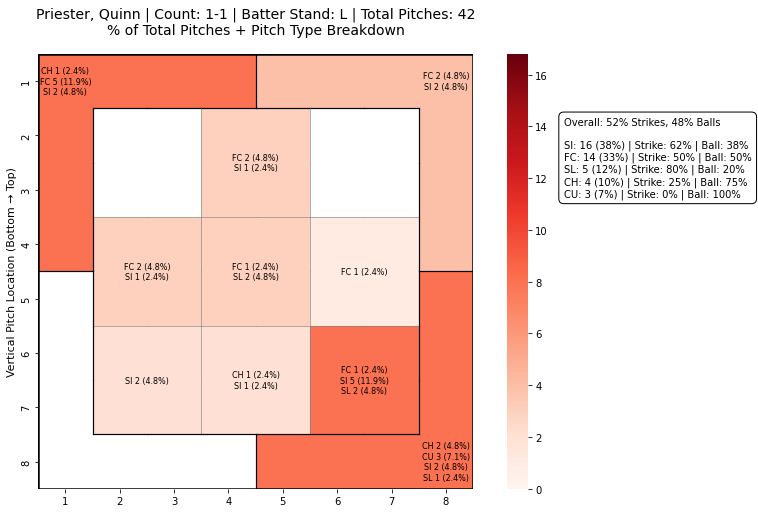 Priester, Quinn | Count: 1-1 | Batter Stand: L | Total Pitches: 42
% of Total Pitches + Pitch Type Breakdown
CH 1 (2.4%)
FC 5 (11.9%)
SI 2 (4.8%)
FC 2 (4.8%)
SI 2 (4.8%)
FC 2 (4.8%)
SI 1 (2.4%)
FC 2 (4.8%)
SI 1 (2.4%)
FC 1 (2.4%)
SL 2 (4.8%)
FC 1 (2.4%)
SI 2 (4.8%)
CH 1 (2.4%)
SI 1 (2.4%)
FC 1 (2.4%)
SI 5 (11.9%)
SL 2 (4.8%)
CH 2 (4.8%)
CU 3 (7.1%)
SI 2 (4.8%)
SL 1 (2.4%)
Vertical Pitch Location (Bottom → Top)
1
2
3
4
5
6
7
8
1 2 3 4 5 6 7 8
16
14
12
10
8
6
4
2
0
Overall: 52% Strikes, 48% Balls
SI: 16 (38%) | Strike: 62% | Ball: 38%
FC: 14 (33%) | Strike: 50% | Ball: 50%
SL: 5 (12%) | Strike: 80% | Ball: 20%
CH: 4 (10%) | Strike: 25% | Ball: 75%
CU: 3 (7%) | Strike: 0% | Ball: 100%